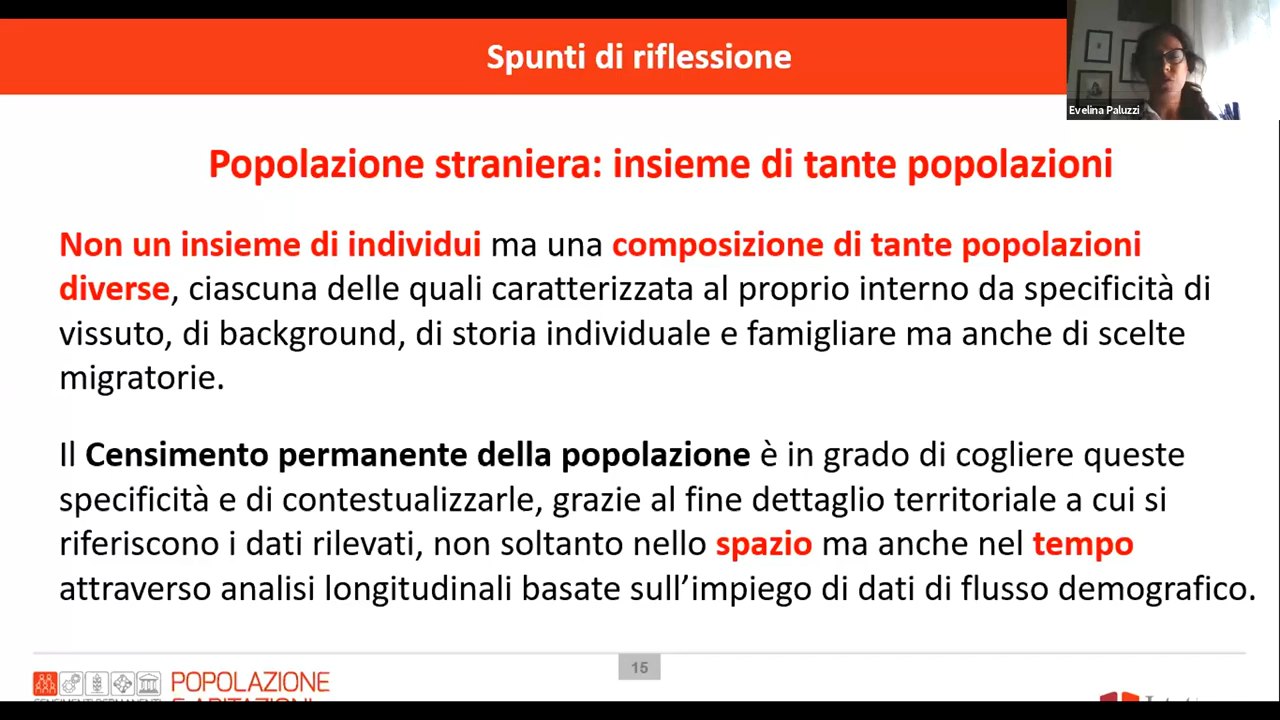 Spunti di riflessione
Evelina Paluzzi
Popolazione straniera: insieme di tante popolazioni
Non un insieme di individui ma una composizione di tante popolazioni
diverse, ciascuna delle quali caratterizzata al proprio interno da specificità di
vissuto, di background, di storia individuale e famigliare ma anche di scelte
migratorie.
Il Censimento permanente della popolazione è in grado di cogliere queste
specificità e di contestualizzarle, grazie al fine dettaglio territoriale a cui si
riferiscono i dati rilevati, non soltanto nello spazio ma anche nel tempo
attraverso analisi longitudinali basate sull’impiego di dati di flusso demografico.
15
POPOLAZIONE
E ABITAZIONI